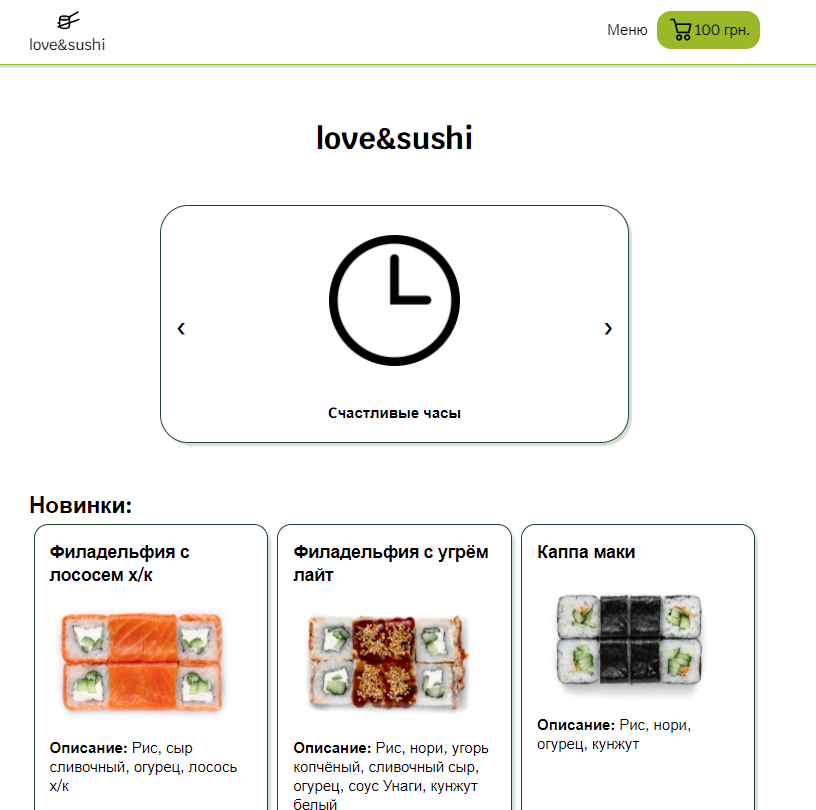 love&sushi
Меню
100 грн.
love&sushi
‹
›
Счастливые часы
Новинки:
Филадельфия с
лососем х/к
Описание: Рис, сыр
сливочный, огурец, лосось
х/к
Филадельфия с угрём
лайт
Описание: Рис, нори, угорь
копчёный, сливочный сыр,
огурец, соус Унаги, кунжут
белый
Каппа маки
Описание: Рис, нори,
огурец, кунжут